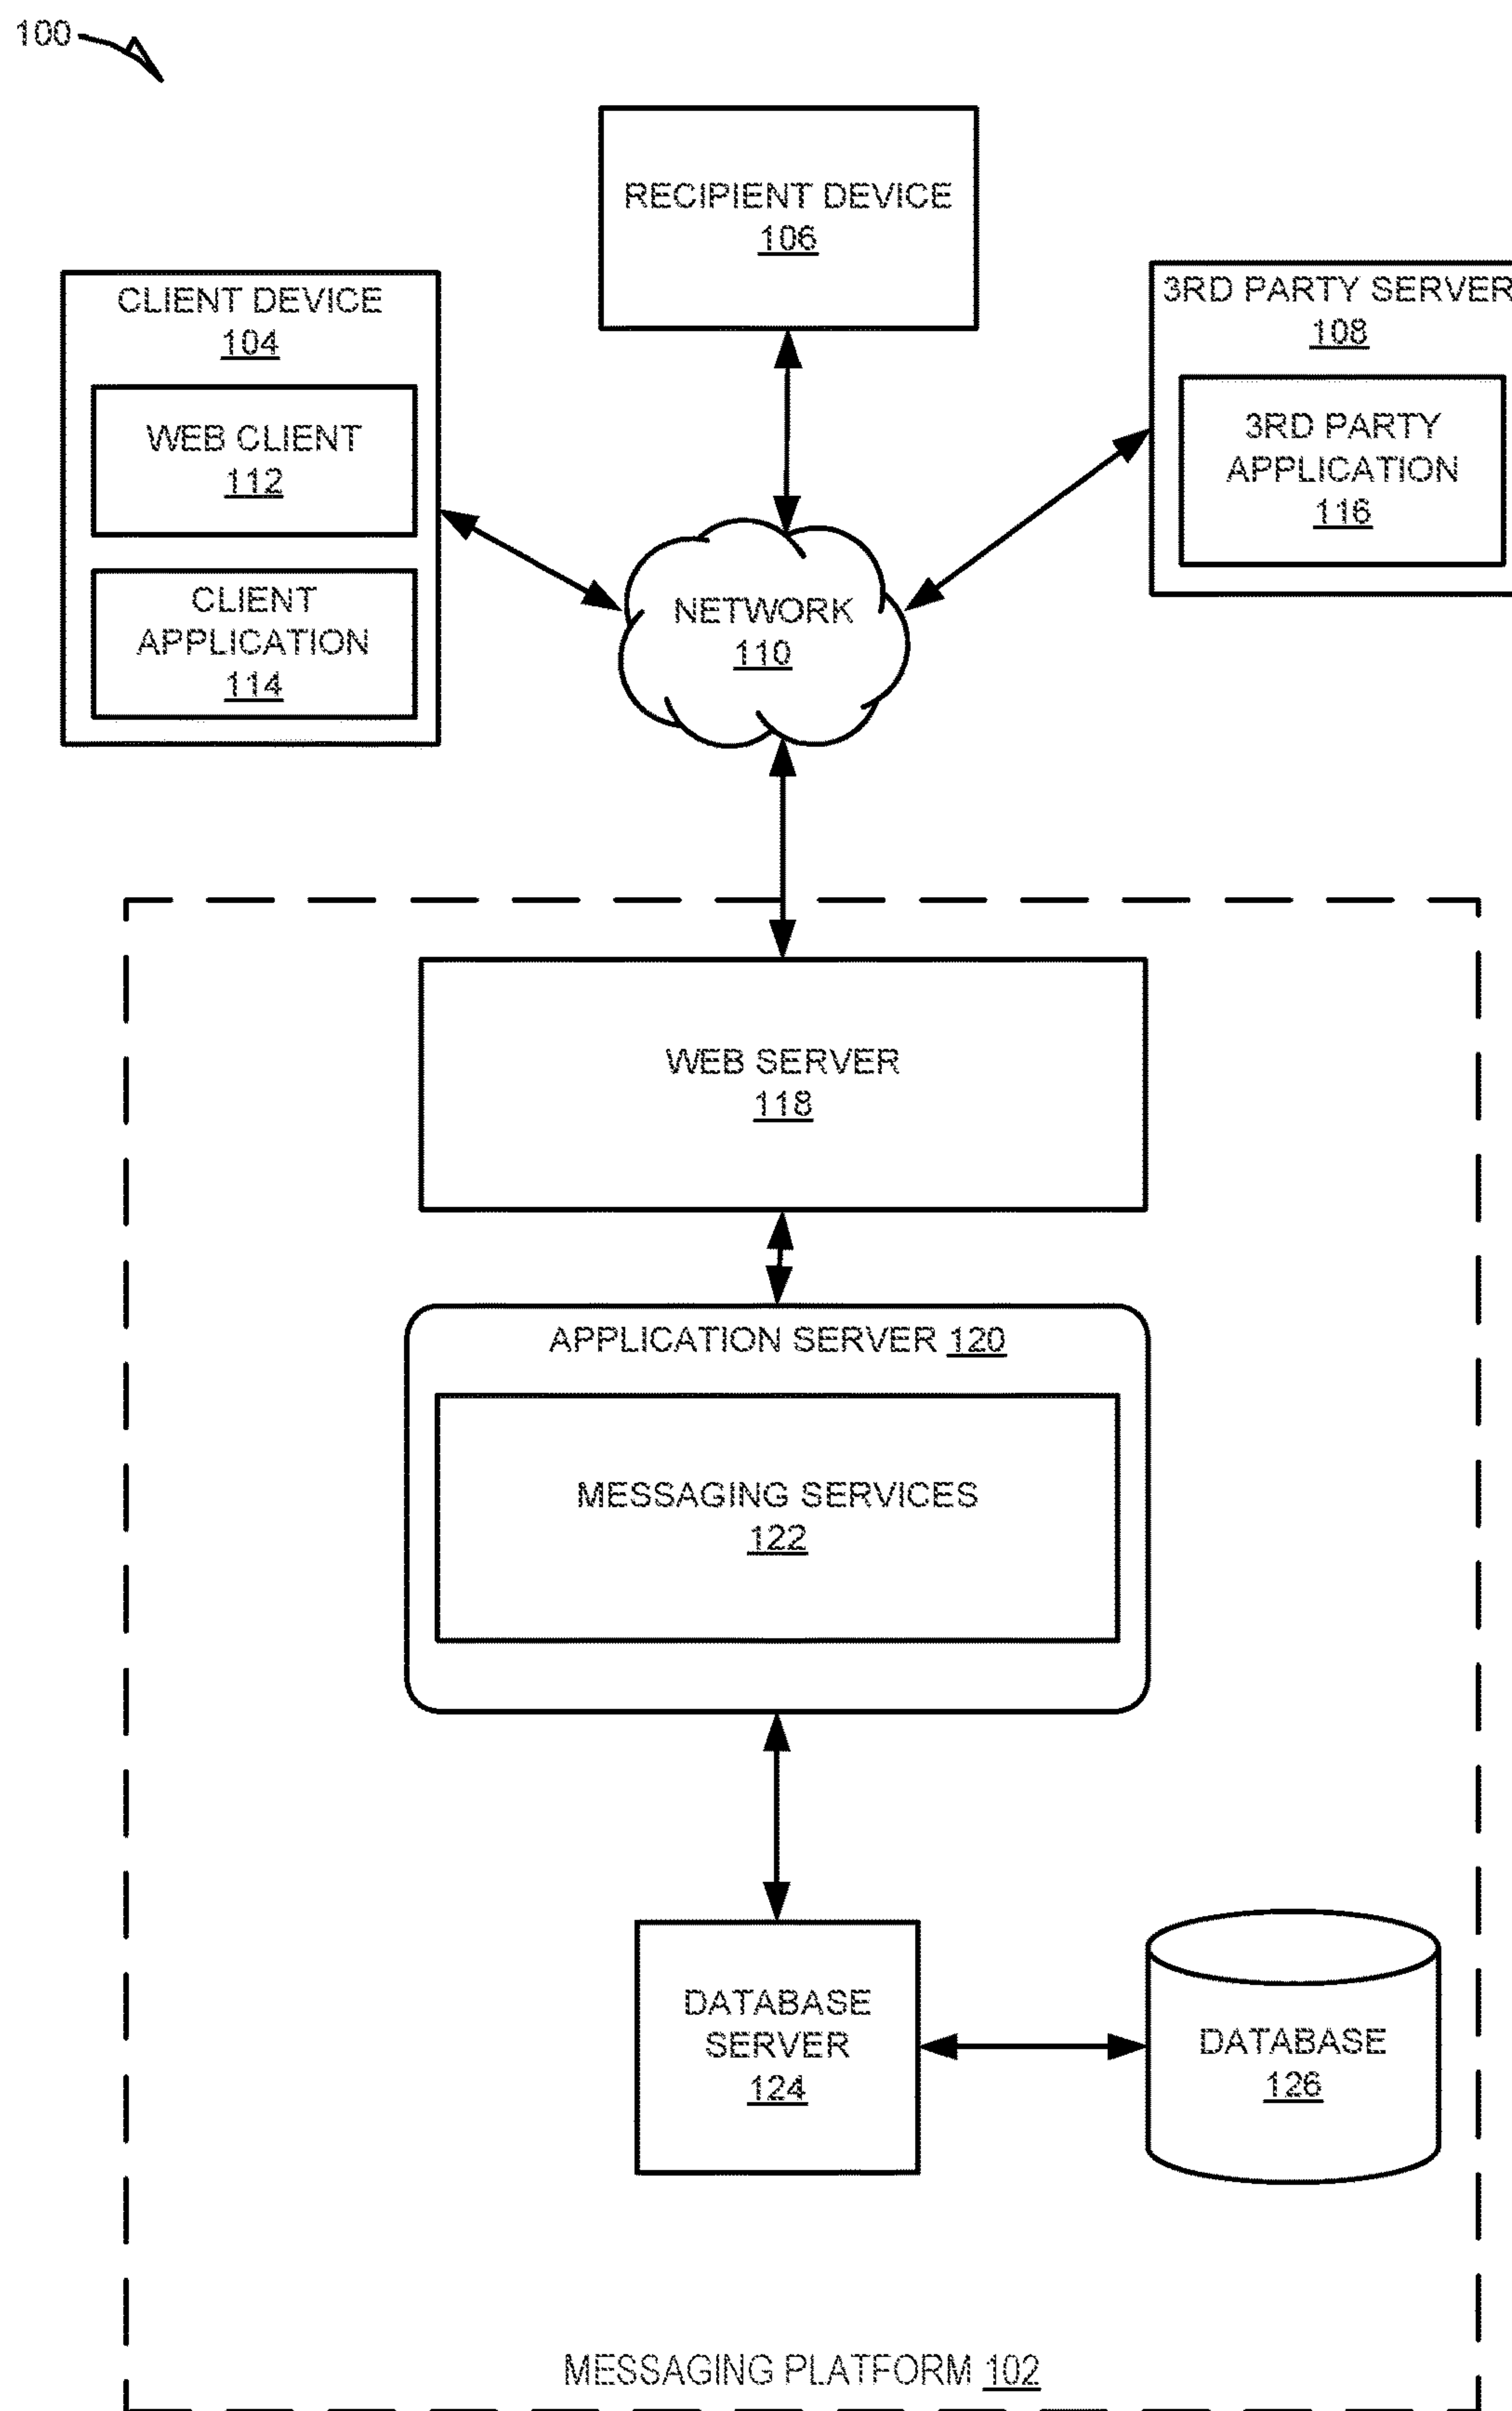 100
RECIPIENT DEVICE
106
CLIENT DEVICE
104
WEB CLIENT
112
CLIENT
APPLICATION
114
3RD PARTY SERVER
108
3RD PARTY
APPLICATION
116
NETWORK
110
WEB SERVER
118
APPLICATION SERVER 120
MESSAGING SERVICES
122
DATABASE
SERVER
124
DATABASE
126
MESSAGING PLATFORM 102